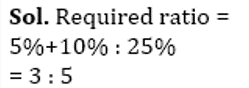 Sol. Required ratio =
5%+10% : 25%
= 3 : 5